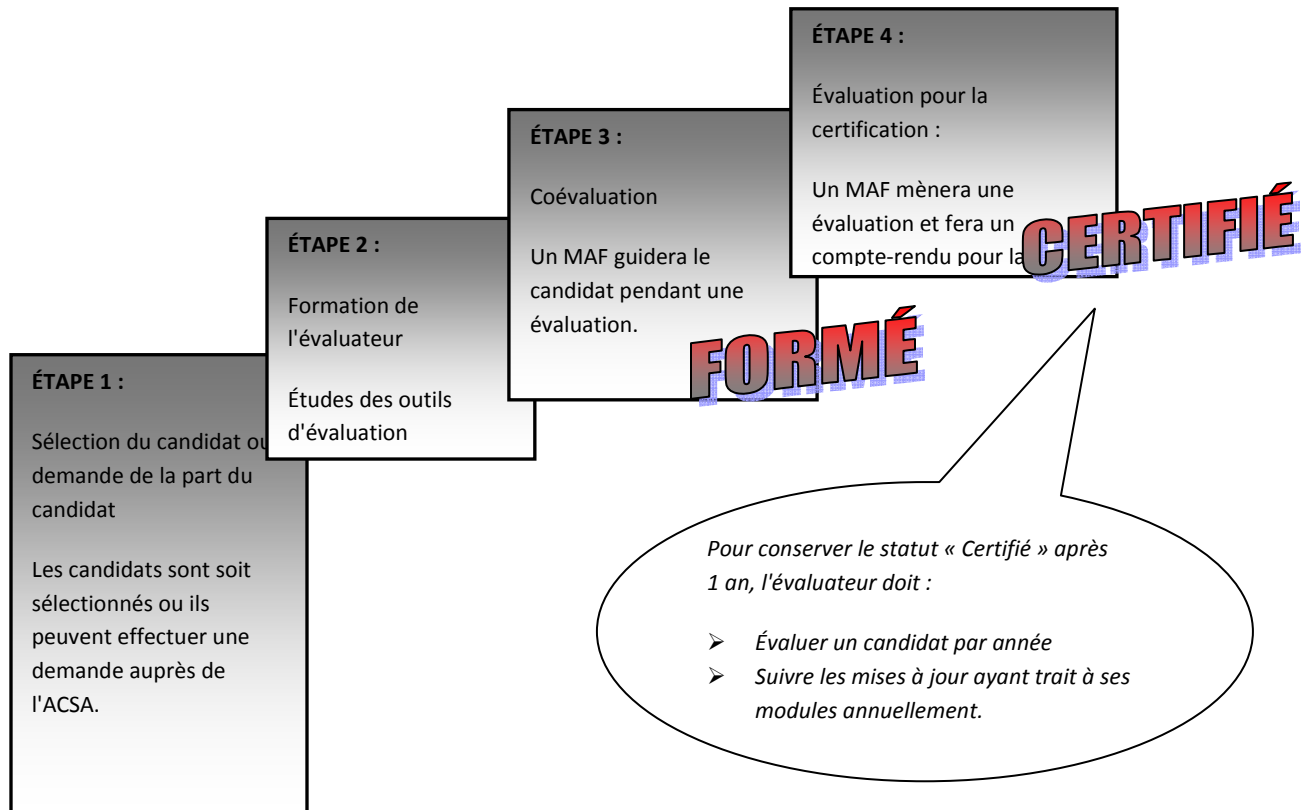 ÉTAPE 1 :
Sélection du candidat ou
demande de la part du
candidat
Les candidats sont soit
sélectionnés ou ils
peuvent effectuer une
demande auprès de
l'ACSA.
ÉTAPE 2 :
Formation de
l'évaluateur
Études des outils
d'évaluation
ÉTAPE 3 :
Coévaluation
Un MAF guidera le
candidat pendant une
évaluation.
FORMÉ
ÉTAPE 4 :
Évaluation pour la
certification :
Un MAF mènera une
évaluation et fera un
compte-rendu pour la
CERTIFIÉ
Pour conserver le statut « Certifié » après
1 an, l'évaluateur doit :
➢ Évaluer un candidat par année
➢ Suivre les mises à jour ayant trait à ses
modules annuellement.